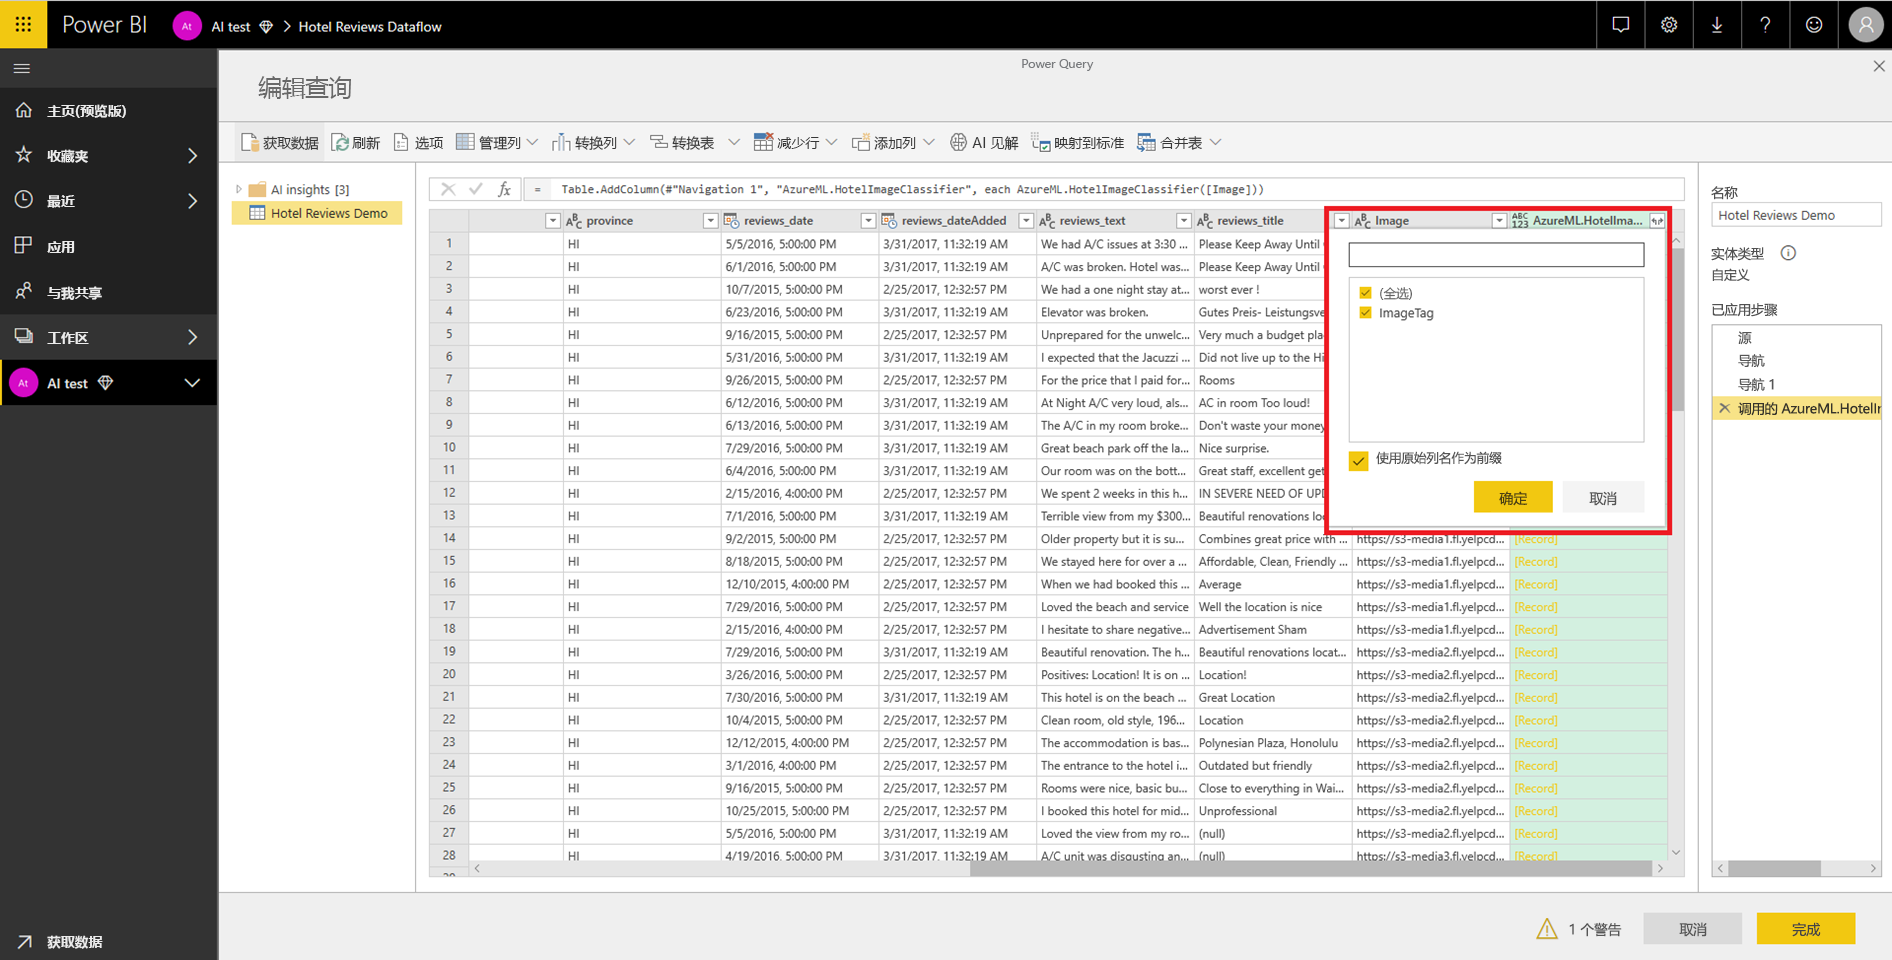 Power BI At AI test Hotel Reviews Dataflow
Power Query
编辑查询
主页(预览版)
收藏夹
最近
应用
与我共享
工作区
At AI test
获取数据
获取数据 刷新 选项 管理列 转换列 转换表 减少行 添加列 AI 见解 映射到标准 合并表
AI insights [3]
Hotel Reviews Demo
fx = Table.AddColumn(#"Navigation 1", "AzureML.HotelImageClassifier", each AzureML.HotelImageClassifier([Image]))
province reviews_date reviews_dateAdded reviews_text reviews_title Image AzureML.HotelIma...
1 HI 5/5/2016, 5:00:00 PM 3/31/2017, 11:32:19 AM We had A/C issues at 3:30 ... Please Keep Away Until
2 HI 6/1/2016, 5:00:00 PM 3/31/2017, 11:32:19 AM A/C was broken. Hotel was... Please Keep Away Until
3 HI 10/7/2015, 5:00:00 PM 2/25/2017, 12:32:57 PM We had a one night stay at... worst ever !
4 HI 6/23/2016, 5:00:00 PM 3/31/2017, 11:32:19 AM Elevator was broken. Gutes Preis- Leistungsve
5 HI 9/16/2015, 5:00:00 PM 2/25/2017, 12:32:57 PM Unprepared for the unwelc... Very much a budget pla
6 HI 5/31/2016, 5:00:00 PM 3/31/2017, 11:32:19 AM I expected that the Jacuzzi ... Did not live up to the Hi
7 HI 9/26/2015, 5:00:00 PM 2/25/2017, 12:32:57 PM For the price that I paid for... Rooms
8 HI 6/12/2016, 5:00:00 PM 3/31/2017, 11:32:19 AM At Night A/C very loud, als... AC in room Too loud!
9 HI 6/13/2016, 5:00:00 PM 3/31/2017, 11:32:19 AM The A/C in my room broke... Don't waste your money
10 HI 7/29/2016, 5:00:00 PM 3/31/2017, 11:32:19 AM Great beach park off the la... Nice surprise.
11 HI 6/4/2016, 5:00:00 PM 3/31/2017, 11:32:19 AM Our room was on the bott... Great staff, excellent get
12 HI 2/15/2016, 4:00:00 PM 2/25/2017, 12:32:57 PM We spent 2 weeks in this h... IN SEVERE NEED OF UPD
13 HI 7/1/2016, 5:00:00 PM 3/31/2017, 11:32:19 AM Terrible view from my $300... Beautiful renovations loc
14 HI 9/2/2015, 5:00:00 PM 2/25/2017, 12:32:57 PM Older property but it is su... Combines great price with ... https://s3-media1.fl.yelpcd... [Record]
15 HI 8/18/2015, 5:00:00 PM 2/25/2017, 12:32:57 PM We stayed here for over a ... Affordable, Clean, Friendly ... https://s3-media1.fl.yelpcd... [Record]
16 HI 12/10/2015, 4:00:00 PM 2/25/2017, 12:32:57 PM When we had booked this ... Average https://s3-media1.fl.yelpcd... [Record]
17 HI 7/29/2016, 5:00:00 PM 2/25/2017, 12:32:57 PM Loved the beach and service Well the location is nice https://s3-media1.fl.yelpcd... [Record]
18 HI 2/15/2016, 4:00:00 PM 2/25/2017, 12:32:57 PM I hesitate to share negative... Advertisement Sham https://s3-media1.fl.yelpcd... [Record]
19 HI 7/29/2016, 5:00:00 PM 3/31/2017, 11:32:19 AM Beautiful renovation. The h... Beautiful renovations locat... https://s3-media2.fl.yelpcd... [Record]
20 HI 3/26/2016, 5:00:00 PM 2/25/2017, 12:32:57 PM Positives: Location! It is on ... Location! https://s3-media2.fl.yelpcd... [Record]
21 HI 7/30/2016, 5:00:00 PM 3/31/2017, 11:32:19 AM This hotel is on the beach ... Great Location https://s3-media2.fl.yelpcd... [Record]
22 HI 10/4/2015, 5:00:00 PM 2/25/2017, 12:32:57 PM Clean room, old style, 196... Location https://s3-media2.fl.yelpcd... [Record]
23 HI 12/12/2015, 4:00:00 PM 2/25/2017, 12:32:57 PM The accommodation is bas... Polynesian Plaza, Honolulu https://s3-media2.fl.yelpcd... [Record]
24 HI 3/1/2016, 4:00:00 PM 2/25/2017, 12:32:57 PM The entrance to the hotel i... Outdated but friendly https://s3-media2.fl.yelpcd... [Record]
25 HI 9/16/2015, 5:00:00 PM 2/25/2017, 12:32:57 PM Rooms were nice, basic bu... Close to everything in Wai... https://s3-media2.fl.yelpcd... [Record]
26 HI 10/25/2015, 5:00:00 PM 2/25/2017, 12:32:57 PM I booked this hotel for mid... Unprofessional https://s3-media2.fl.yelpcd... [Record]
27 HI 5/5/2016, 5:00:00 PM 3/31/2017, 11:32:19 AM Loved the view from my ro... (null) https://s3-media2.fl.yelpcd... [Record]
28 HI 4/19/2016, 5:00:00 PM 3/31/2017, 11:32:19 AM A/C unit was disgusting an... (null) https://s3-media3.fl.yelpcd... [Record]
(全选)
ImageTag
使用原始列名作为前缀
确定 取消
名称
Hotel Reviews Demo
实体类型
自定义
已应用步骤
源
导航
导航 1
调用的 AzureML.HotelIr
1 个警告 取消 完成